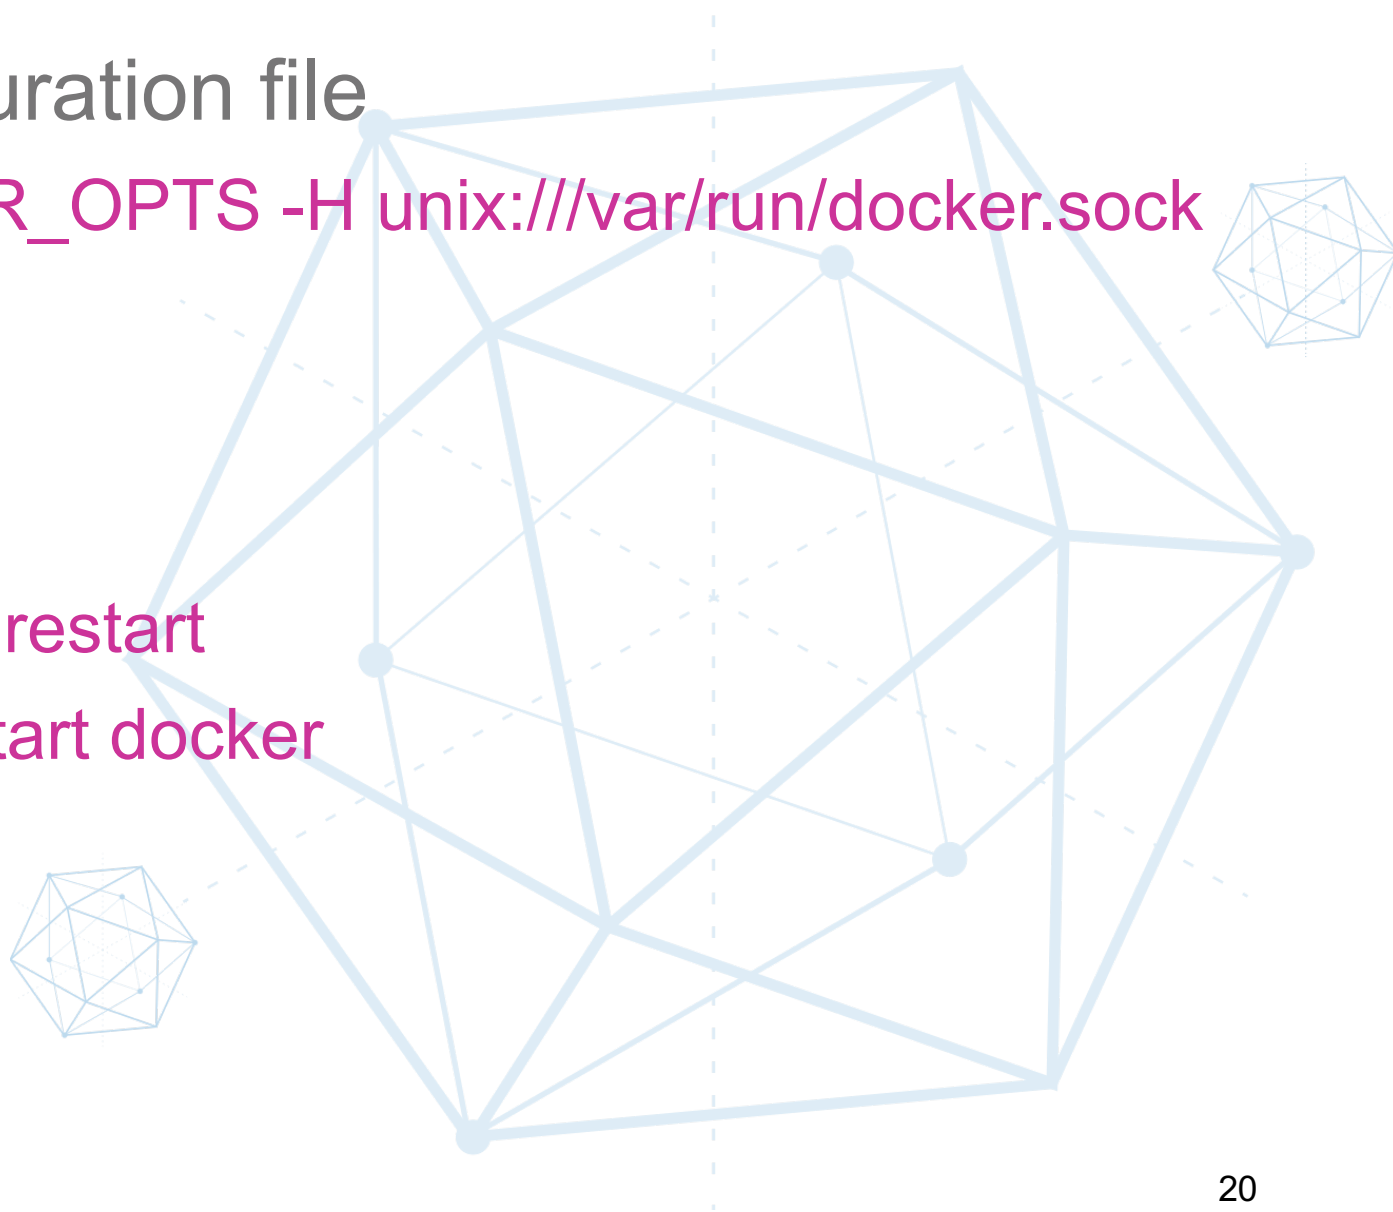 uration file
R_OPTS -H unix:///var/run/docker.sock
restart
tart docker
20